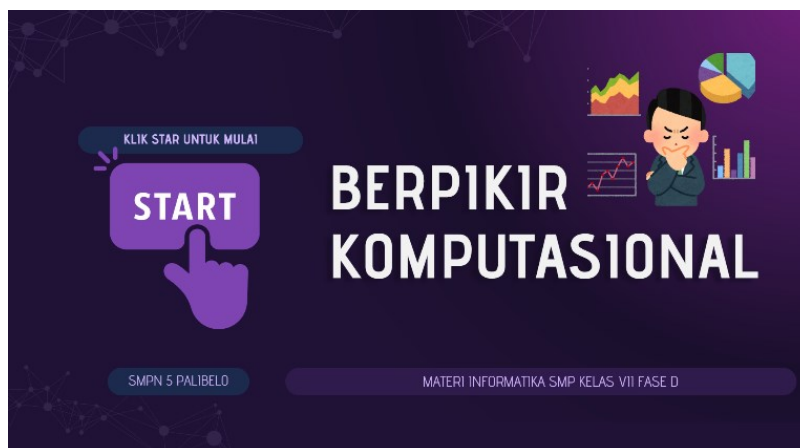 KLIK STAR UNTUK MULAI
START
BERPIKIR
KOMPUTASIONAL
SMPN 5 PALIBELO
MATERI INFORMATIKA SMP KELAS VII FASE D